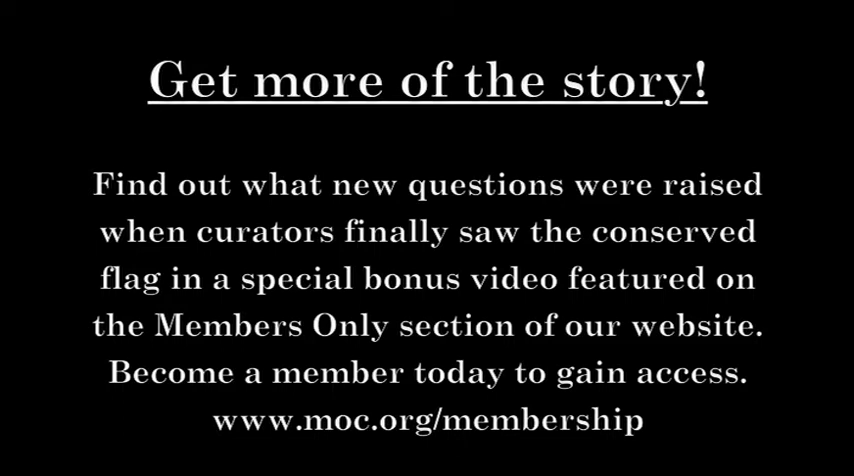 Get more of the story!
Find out what new questions were raised
when curators finally saw the conserved
flag in a special bonus video featured on
the Members Only section of our website.
Become a member today to gain access.
www.moc.org/membership